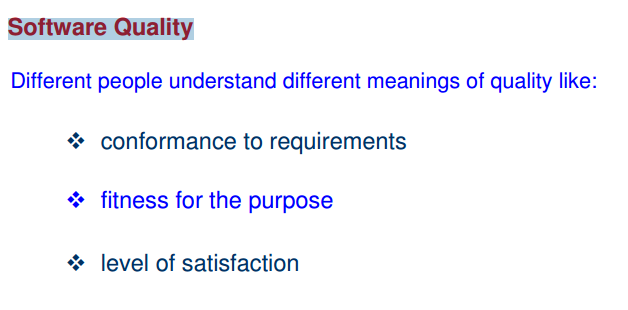 Software Quality
Different people understand different meanings of quality like:
❖ conformance to requirements
❖ fitness for the purpose
❖ level of satisfaction